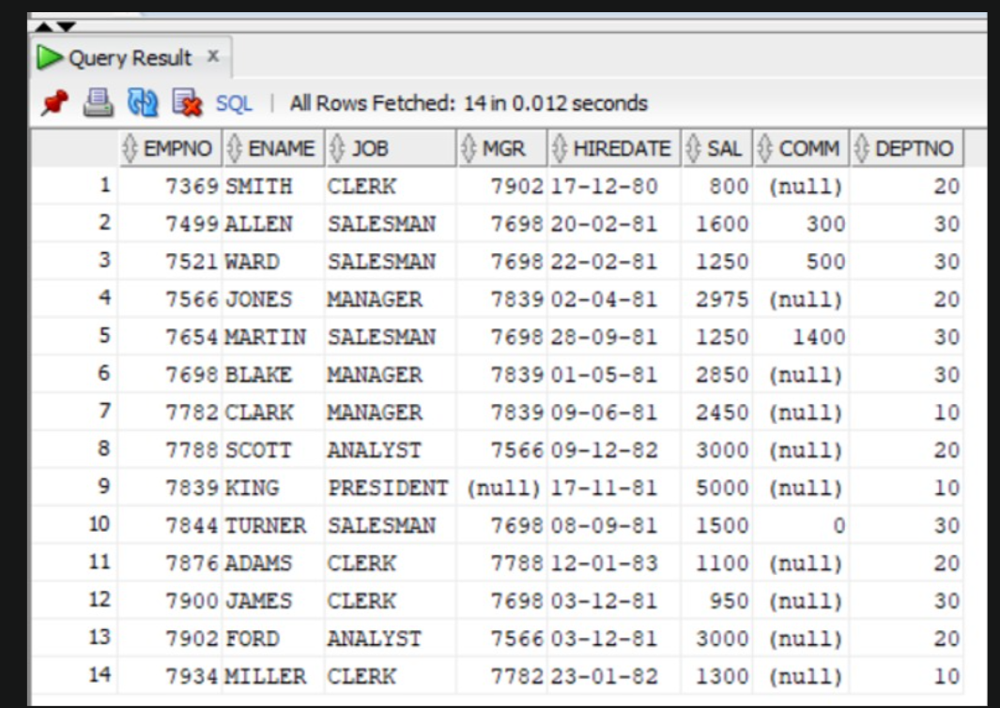 Query Result x
SQL | All Rows Fetched: 14 in 0.012 seconds
EMPNO ENAME JOB MGR HIREDATE SAL COMM DEPTNO
1 7369 SMITH CLERK 7902 17-12-80 800 (null) 20
2 7499 ALLEN SALESMAN 7698 20-02-81 1600 300 30
3 7521 WARD SALESMAN 7698 22-02-81 1250 500 30
4 7566 JONES MANAGER 7839 02-04-81 2975 (null) 20
5 7654 MARTIN SALESMAN 7698 28-09-81 1250 1400 30
6 7698 BLAKE MANAGER 7839 01-05-81 2850 (null) 30
7 7782 CLARK MANAGER 7839 09-06-81 2450 (null) 10
8 7788 SCOTT ANALYST 7566 09-12-82 3000 (null) 20
9 7839 KING PRESIDENT (null) 17-11-81 5000 (null) 10
10 7844 TURNER SALESMAN 7698 08-09-81 1500 0 30
11 7876 ADAMS CLERK 7788 12-01-83 1100 (null) 20
12 7900 JAMES CLERK 7698 03-12-81 950 (null) 30
13 7902 FORD ANALYST 7566 03-12-81 3000 (null) 20
14 7934 MILLER CLERK 7782 23-01-82 1300 (null) 10